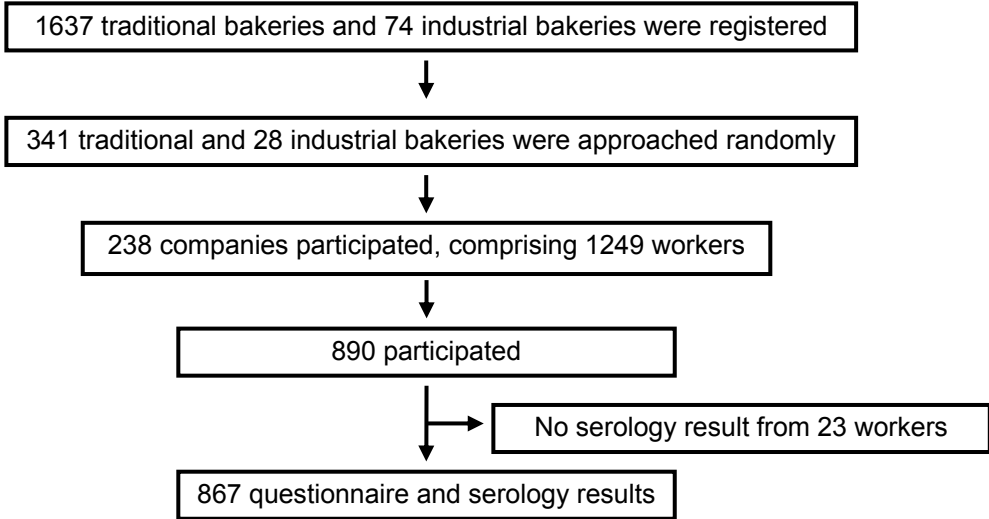 1637 traditional bakeries and 74 industrial bakeries were registered
341 traditional and 28 industrial bakeries were approached randomly
238 companies participated, comprising 1249 workers
890 participated
No serology result from 23 workers
867 questionnaire and serology results